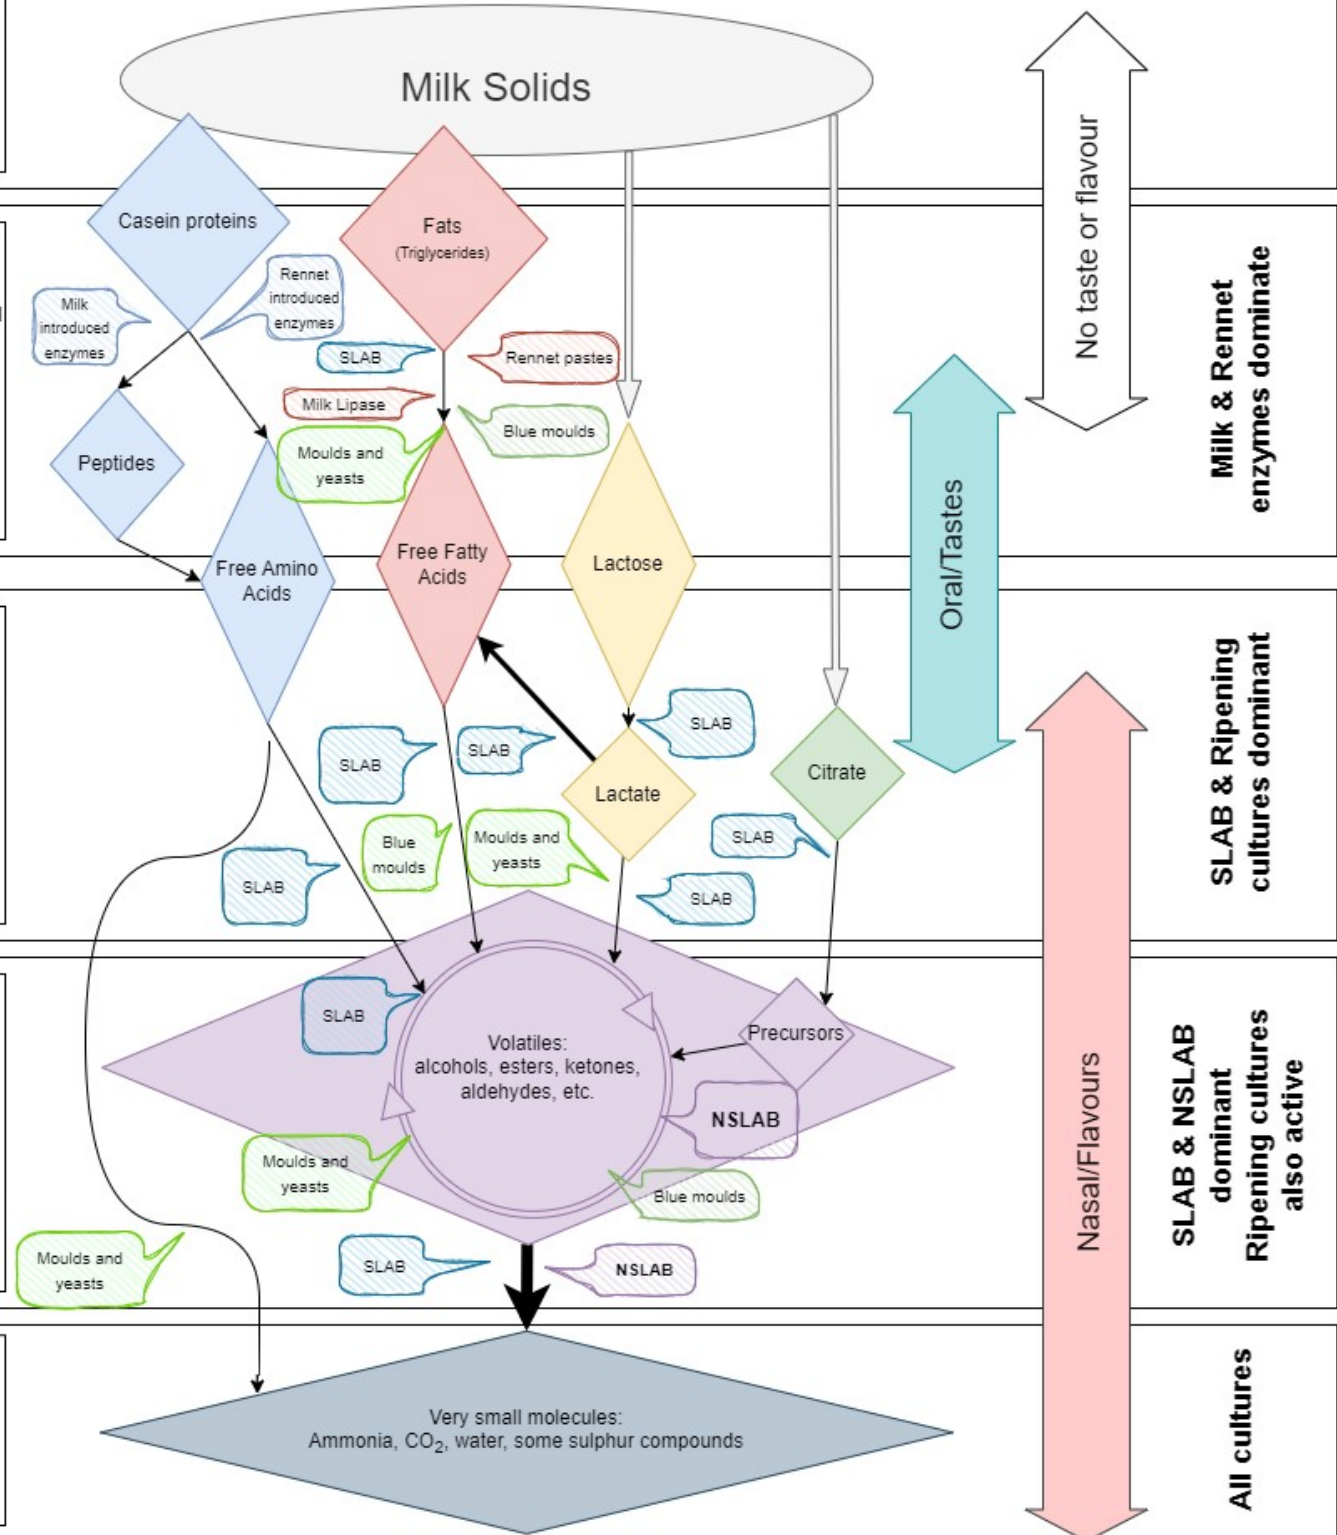 Milk Solids
No taste or flavour
Casein proteins
Fats
(Triglycerides)
Milk
introduced
enzymes
Rennet
introduced
enzymes
SLAB
Rennet pastes
Milk Lipase
Blue moulds
Moulds and
yeasts
Milk & Rennet
enzymes dominate
Peptides
Oral/Tastes
Free Amino
Acids
Free Fatty
Acids
Lactose
SLAB
SLAB
SLAB
Lactate
Citrate
SLAB & Ripening
cultures dominant
Blue
moulds
Moulds and
yeasts
SLAB
SLAB
SLAB
SLAB
Volatiles:
alcohols, esters, ketones,
aldehydes, etc.
Precursors
NSLAB
Nasal/Flavours
SLAB & NSLAB
dominant
Ripening cultures
also active
Moulds and
yeasts
Blue moulds
Moulds and
yeasts
SLAB
NSLAB
Very small molecules:
Ammonia, CO2, water, some sulphur compounds
All cultures